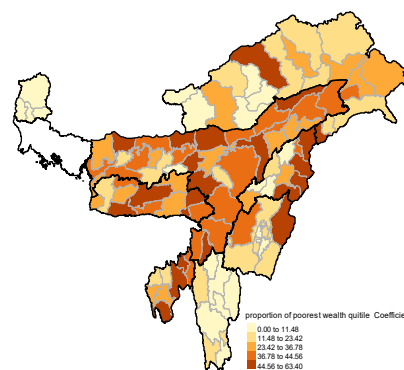 proportion of poorest wealth quitile Coefficie
0.00 to 11.48
11.48 to 23.42
23.42 to 36.78
36.78 to 44.56
44.56 to 63.40